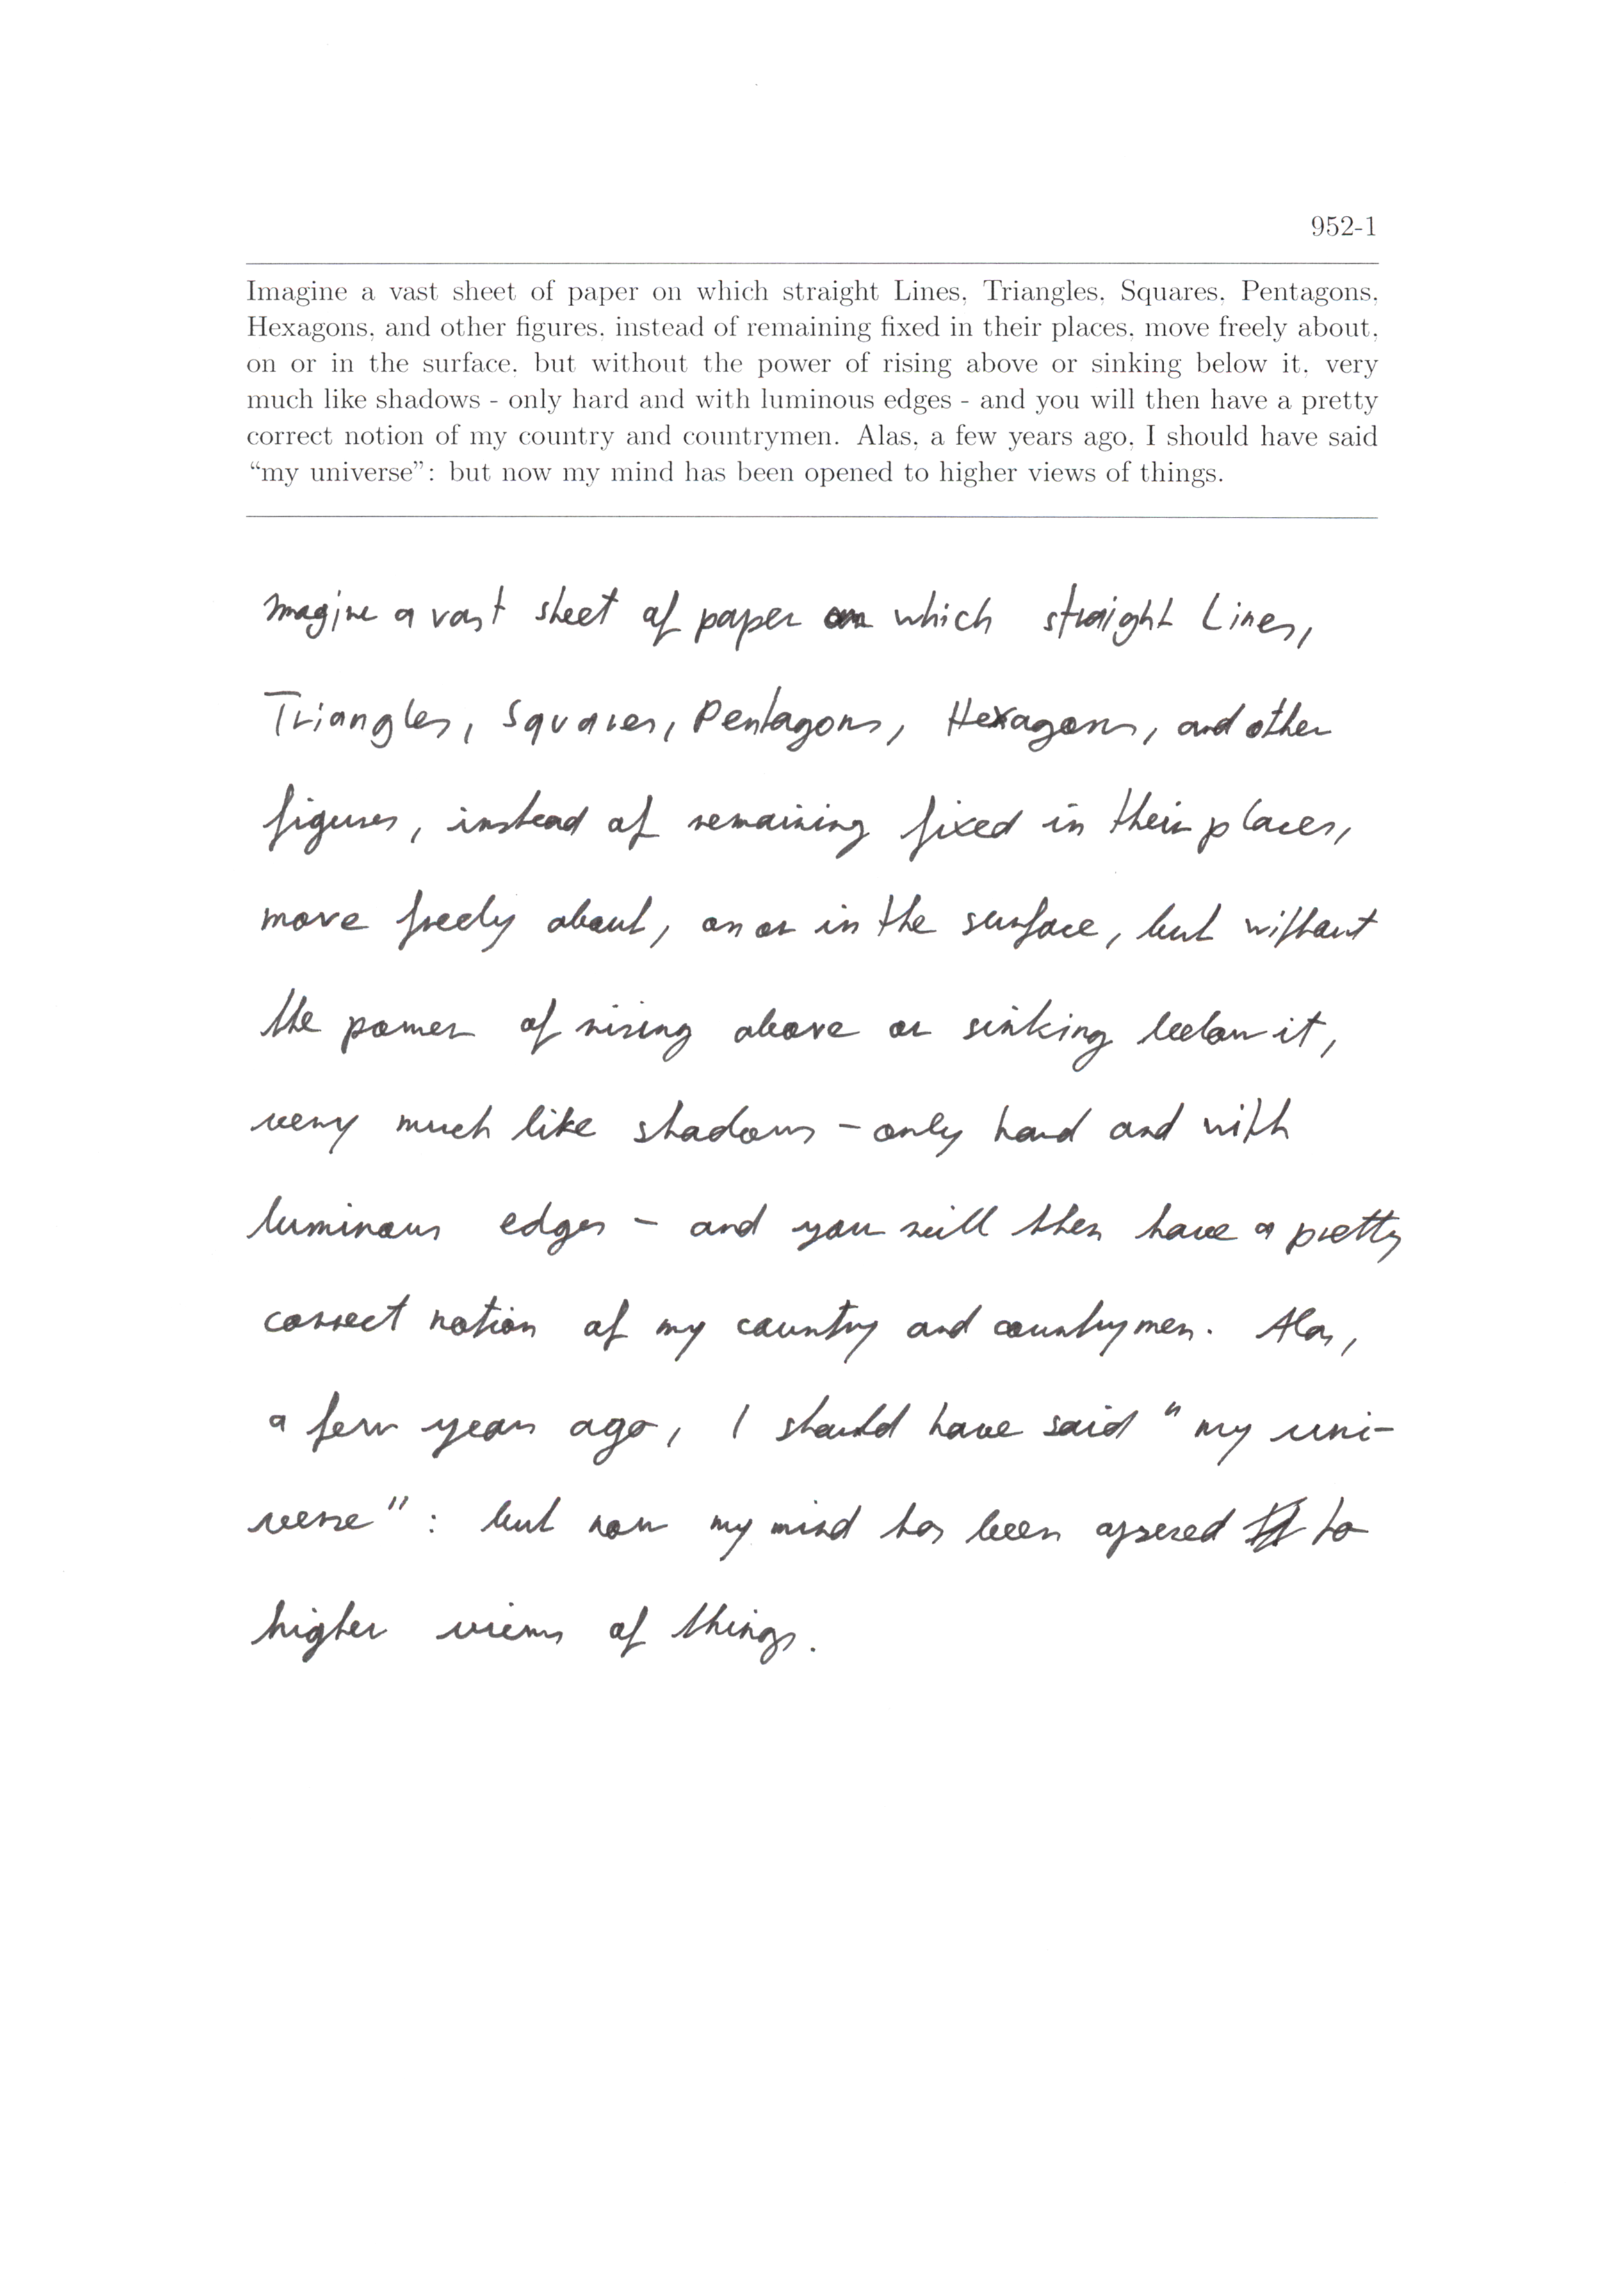 952-1
Imagine a vast sheet of paper on which straight Lines, Triangles, Squares, Pentagons,
Hexagons, and other figures, instead of remaining fixed in their places, move freely about,
on or in the surface, but without the power of rising above or sinking below it, very
much like shadows - only hard and with luminous edges - and you will then have a pretty
correct notion of my country and countrymen. Alas, a few years ago, I should have said
“my universe”: but now my mind has been opened to higher views of things.
Imagine a vast sheet of paper on which straight Lines,
Triangles, Squares, Pentagons, Hexagons, and other
figures, instead of remaining fixed in their places,
move freely about, on or in the surface, but without
the power of rising above or sinking below it,
very much like shadows - only hard and with
luminous edges - and you will then have a pretty
correct notion of my country and countrymen. Alas,
a few years ago, I should have said "my uni-
verse": but now my mind has been opened to
higher views of things.